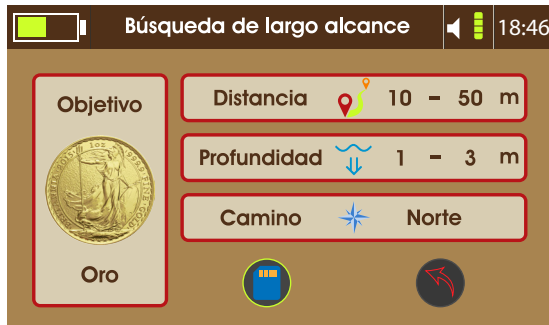 Búsqueda de largo alcance
18:46
Objetivo
Oro
Distancia 10 - 50 m
Profundidad 1 - 3 m
Camino Norte